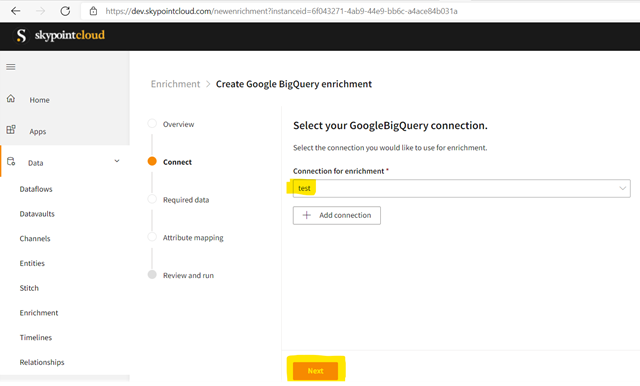 https://dev.skypointcloud.com/newenrichment?instanceid=6f043271-4ab9-44e9-bb6c-a4ace84b031a
S skypointcloud
Enrichment > Create Google BigQuery enrichment
Home
Apps
Data
Dataflows
Datavaults
Channels
Entities
Stitch
Enrichment
Timelines
Relationships
Overview
Connect
Required data
Attribute mapping
Review and run
Select your GoogleBigQuery connection.
Select the connection you would like to use for enrichment.
Connection for enrichment *
test
+ Add connection
Next